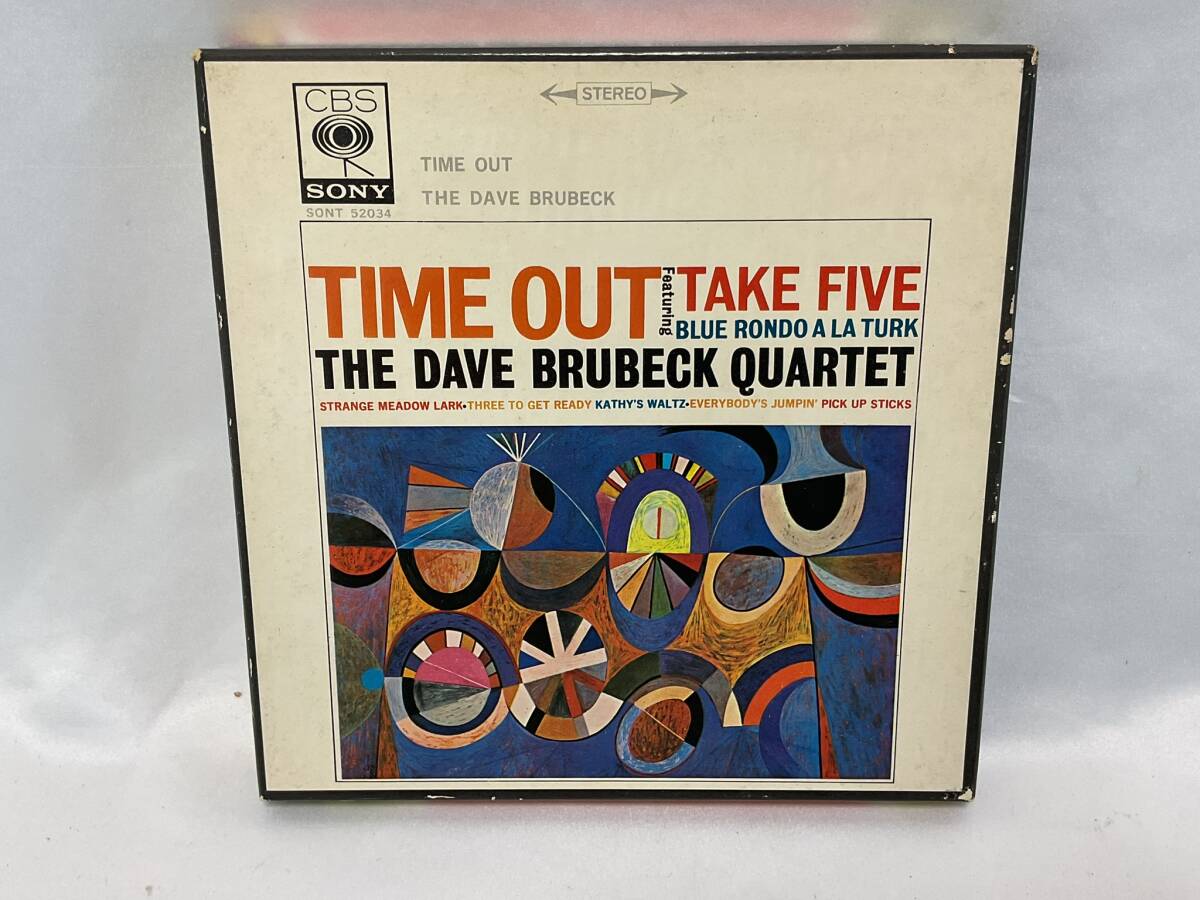 CBS
SONY
SONT 52034
STEREO
TIME OUT
THE DAVE BRUBECK
TIME OUT Featuring TAKE FIVE
BLUE RONDO A LA TURK
THE DAVE BRUBECK QUARTET
STRANGE MEADOW LARK•THREE TO GET READY KATHY'S WALTZ•EVERYBODY'S JUMPIN' PICK UP STICKS